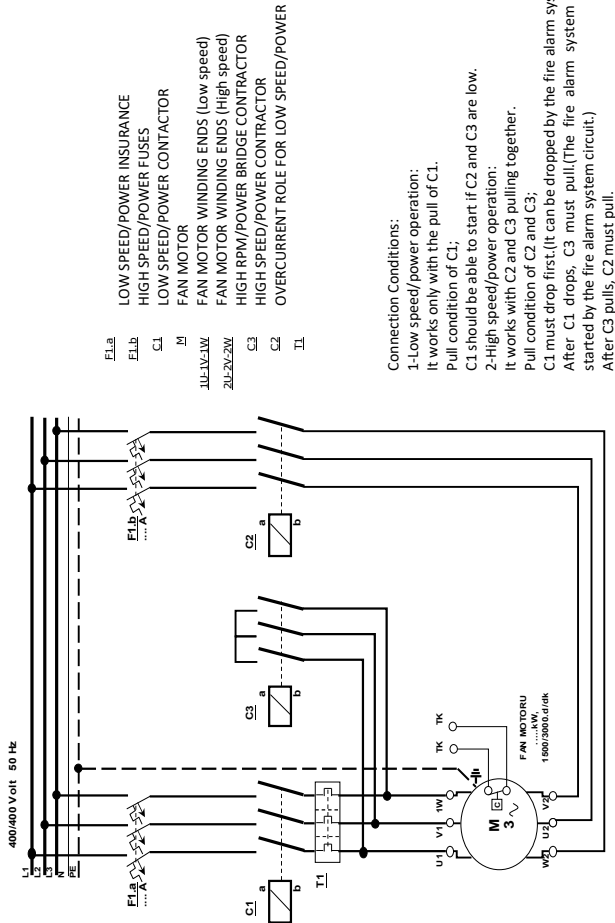 400/400 Volt 50 Hz
L1
L2
L3
N
PE
F1.a
.... A
F1.b
.... A
C1
a
b
C3
a
b
C2
a
b
T1
U1
V1
1W
TK
TK
C
M
3
FAN MOTORU
.....kW,
1500/3000.d/dk
W2
U2
V2
F1.a LOW SPEED/POWER INSURANCE
F1.b HIGH SPEED/POWER FUSES
C1 LOW SPEED/POWER CONTACTOR
M FAN MOTOR
1U-1V-1W FAN MOTOR WINDING ENDS (Low speed)
2U-2V-2W FAN MOTOR WINDING ENDS (High speed)
C3 HIGH RPM/POWER BRIDGE CONTRACTOR
C2 HIGH SPEED/POWER CONTRACTOR
T1 OVERCURRENT ROLE FOR LOW SPEED/POWER
Connection Conditions:
1-Low speed/power operation:
It works only with the pull of C1.
Pull condition of C1;
C1 should be able to start if C2 and C3 are low.
2-High speed/power operation:
It works with C2 and C3 pulling together.
Pull condition of C2 and C3;
C1 must drop first.(It can be dropped by the fire alarm sys
After C1 drops, C3 must pull.(The fire alarm system
started by the fire alarm system circuit.)
After C3 pulls, C2 must pull.